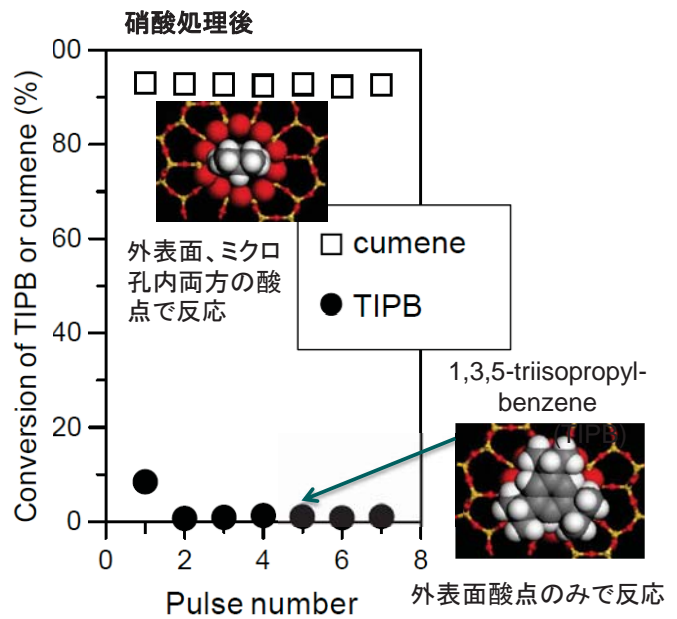 硝酸処理後
Conversion of TIPB or cumene (%)
00
80
60
40
20
0
0
2
4
6
8
Pulse number
外表面、ミクロ
孔内両方の酸
点で反応
cumene
TIPB
1,3,5-triisopropyl-
benzene
(TIPB)
外表面酸点のみで反応